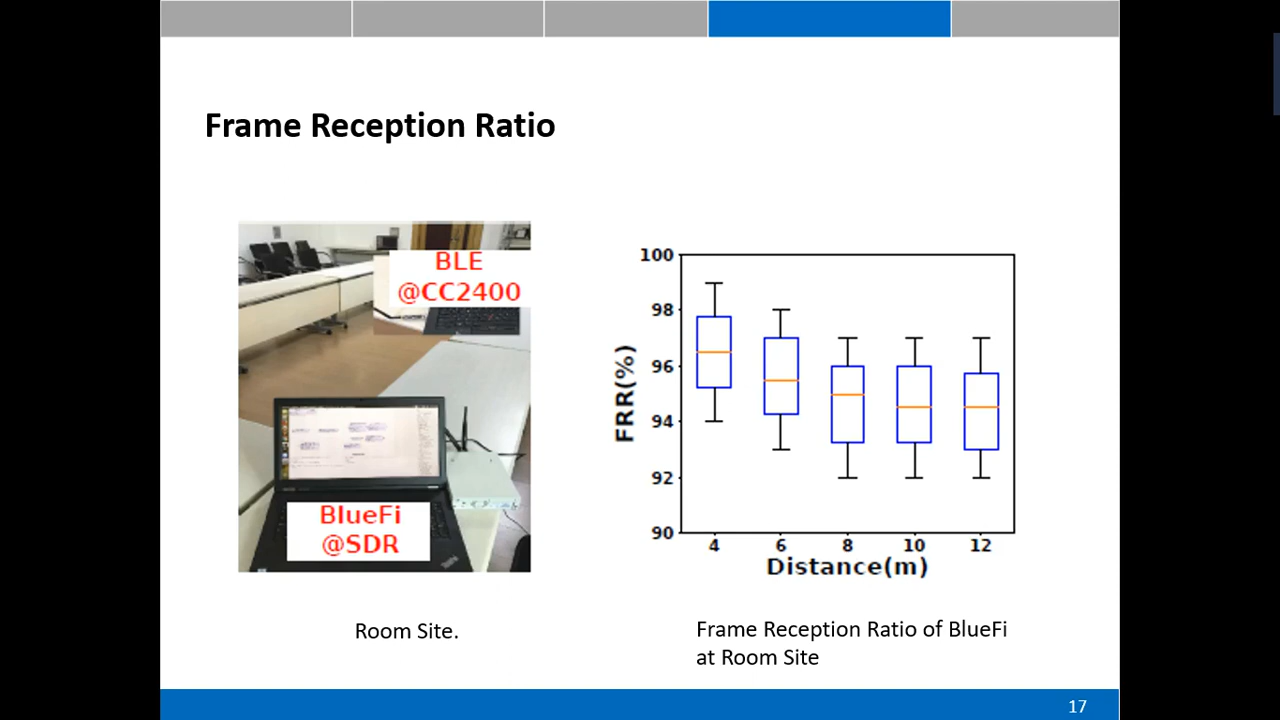 Frame Reception Ratio
BLE
@CC2400
BlueFi
@SDR
Room Site.
100
98
96
94
92
90
FRR(%)
4 6 8 10 12
Distance(m)
Frame Reception Ratio of BlueFi
at Room Site
17